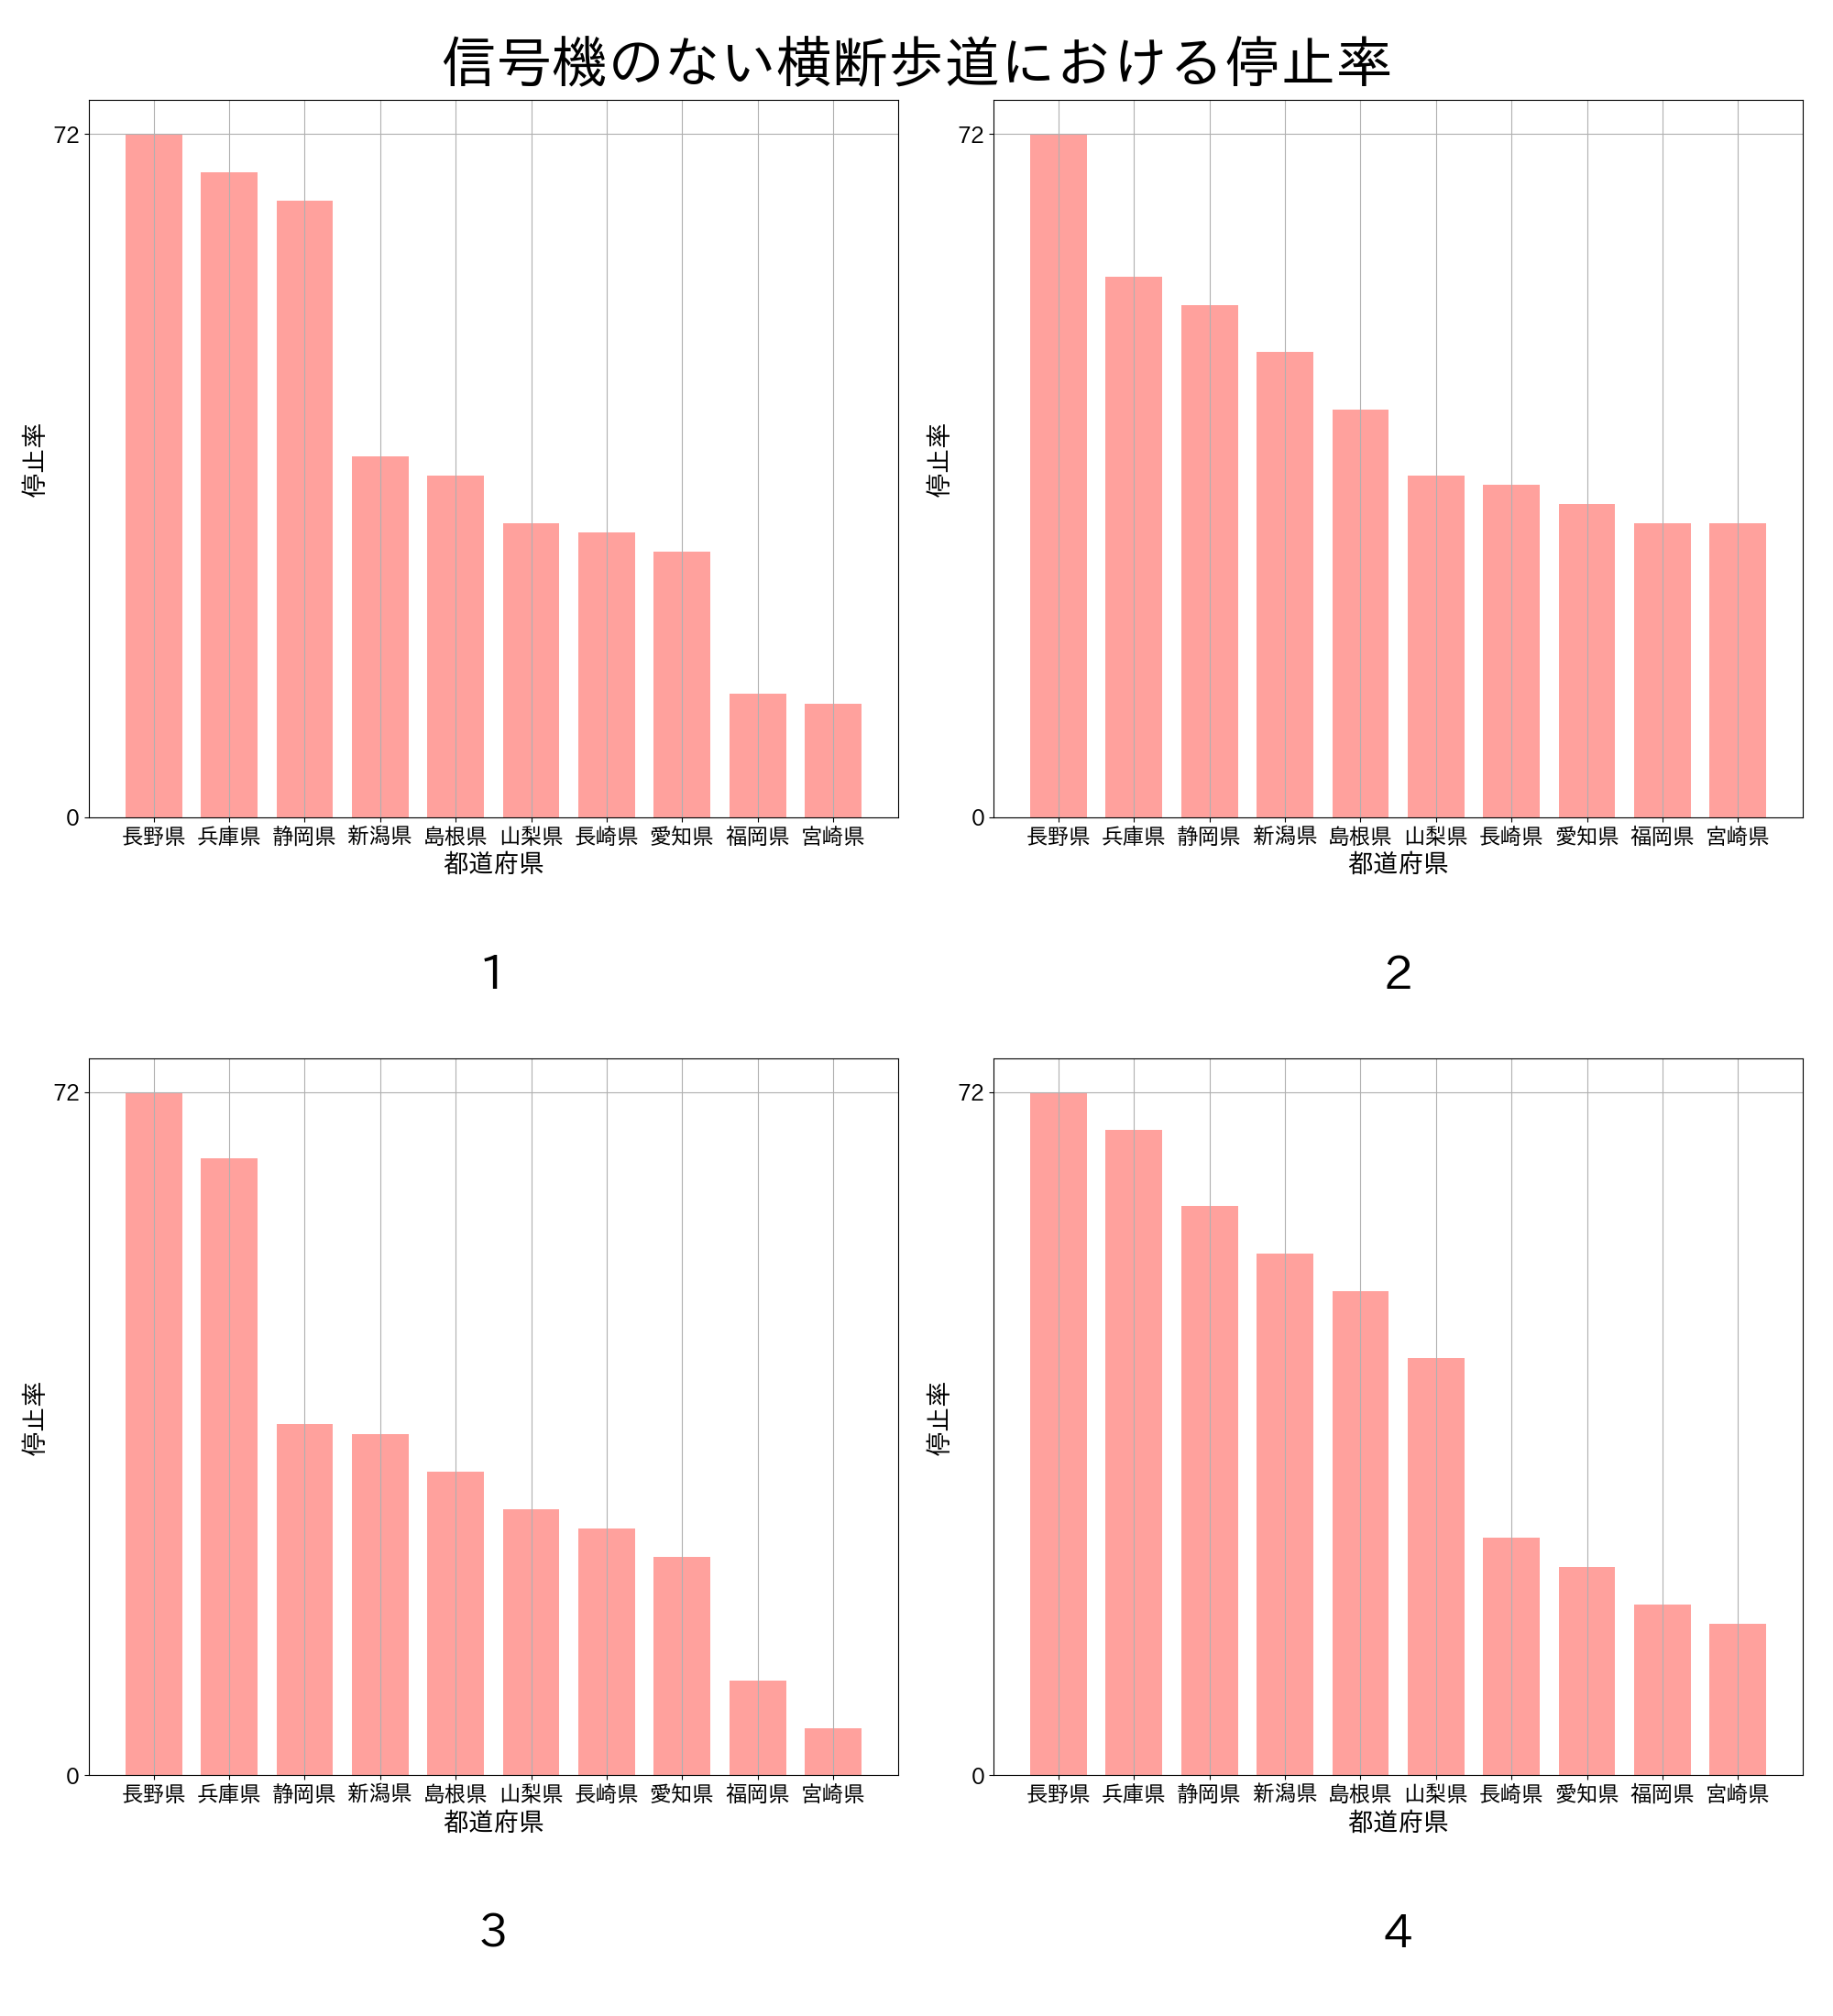 信号機のない横断歩道における停止率
72
0
停止率
長野県 兵庫県 静岡県 新潟県 島根県 山梨県 長崎県 愛知県 福岡県 宮崎県
都道府県
1
72
0
停止率
長野県 兵庫県 静岡県 新潟県 島根県 山梨県 長崎県 愛知県 福岡県 宮崎県
都道府県
2
72
0
停止率
長野県 兵庫県 静岡県 新潟県 島根県 山梨県 長崎県 愛知県 福岡県 宮崎県
都道府県
3
72
0
停止率
長野県 兵庫県 静岡県 新潟県 島根県 山梨県 長崎県 愛知県 福岡県 宮崎県
都道府県
4